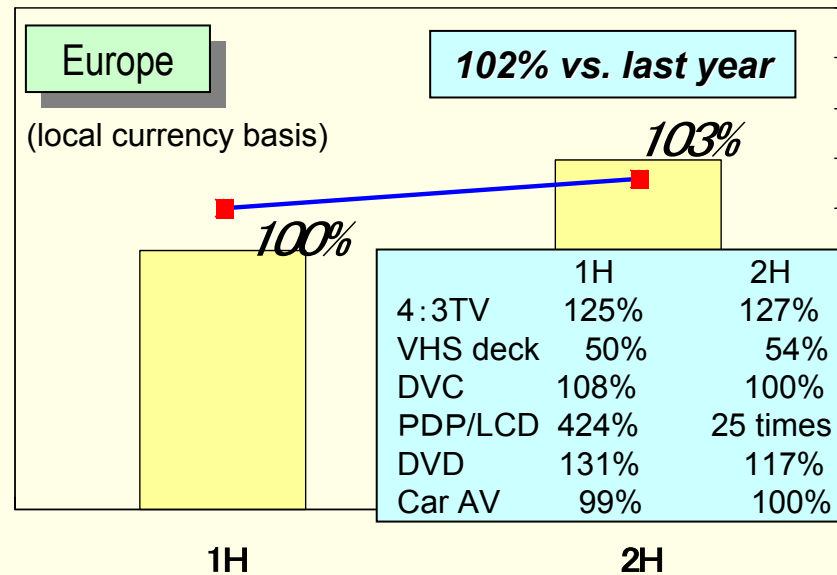 Europe
102% vs. last year
(local currency basis)
103%
100%
1H 2H
4:3TV 125% 127%
VHS deck 50% 54%
DVC 108% 100%
PDP/LCD 424% 25 times
DVD 131% 117%
Car AV 99% 100%
1H 2H